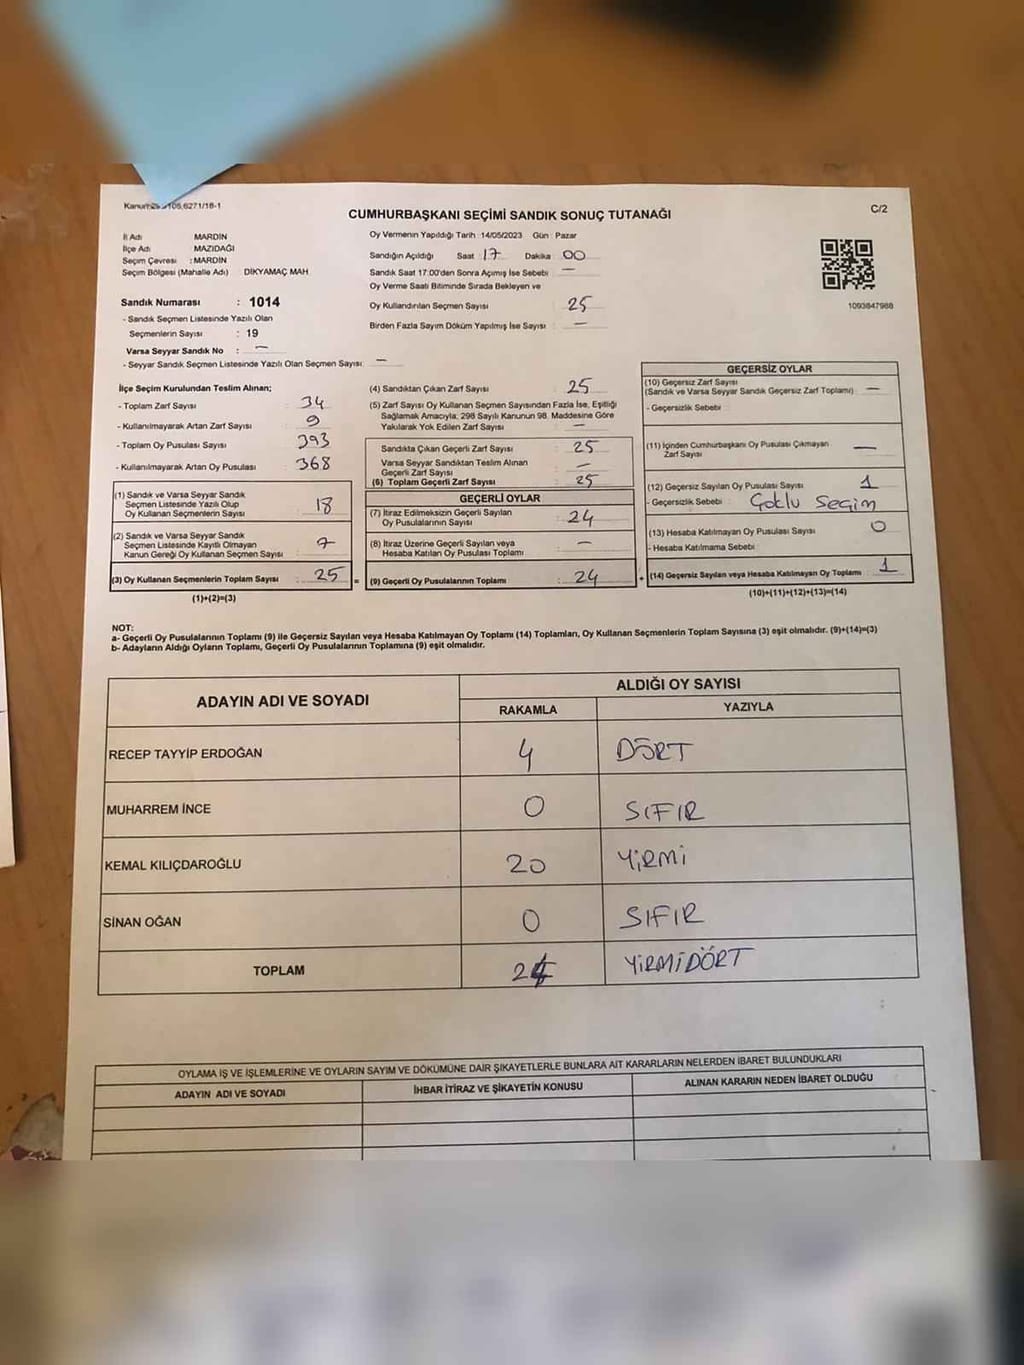 CUMHURBAŞKANI SEÇİMİ SANDIK SONUÇ TUTANAĞI
C/2
İl Adı MARDİN
İlçe Adı : MAZIDAĞI
Seçim Çevresi : MARDİN
Seçim Bölgesi (Mahalle Adı) : DİKYAMAÇ MAH
Sandık Numarası : 1014
- Sandık Seçmen Listesinde Yazılı Olan
Seçmenlerin Sayısı : 19
Varsa Seyyar Sandık No : –
- Seyyar Sandık Seçmen Listesinde Yazılı Olan Seçmen Sayısı: –
Oy Vermenin Yapıldığı Tarih : 14/05/2023 Gün : Pazar
Sandığın Açıldığı Saat : 17 Dakika : 00
Sandık Saat 17:00'den Sonra Açımış İse Sebebi : –
Oy Verme Saati Bitiminde Sırada Bekleyen ve
Oy Kullandırılan Seçmen Sayısı : 25
Birden Fazla Sayım Döküm Yapılmış İse Sayısı : –
1093847988
İlçe Seçim Kurulundan Teslim Alınan;
- Toplam Zarf Sayısı : 34
- Kullanılmayarak Artan Zarf Sayısı : 9
- Toplam Oy Pusulası Sayısı : 393
- Kullanılmayarak Artan Oy Pusulası : 368
(1) Sandık ve Varsa Seyyar Sandık
Seçmen Listesinde Yazılı Olup
Oy Kullanan Seçmenlerin Sayısı : 18
(2) Sandık ve Varsa Seyyar Sandık
Seçmen Listesinde Kayıtlı Olmayan
Kanun Gereği Oy Kullanan Seçmen Sayısı : 7
(3) Oy Kullanan Seçmenlerin Toplam Sayısı : 25 =
(1)+(2)=(3)
(4) Sandıktan Çıkan Zarf Sayısı : 25
(5) Zarf Sayısı Oy Kullanan Seçmen Sayısından Fazla İse, Eşitliği
Sağlamak Amacıyla; 298 Sayılı Kanunun 98. Maddesine Göre
Yakılarak Yok Edilen Zarf Sayısı : –
Sandıkta Çıkan Geçerli Zarf Sayısı : 25
Varsa Seyyar Sandıktan Teslim Alınan
Geçerli Zarf Sayısı : –
(6) Toplam Geçerli Zarf Sayısı : 25
GEÇERLİ OYLAR
(7) İtiraz Edilmeksizin Geçerli Sayılan
Oy Pusulalarının Sayısı : 24
(8) İtiraz Üzerine Geçerli Sayılan veya
Hesaba Katılan Oy Pusulası Toplamı : –
(9) Geçerli Oy Pusulalarının Toplamı : 24 +
GEÇERSİZ OYLAR
(10) Geçersiz Zarf Sayısı
(Sandık ve Varsa Seyyar Sandık Geçersiz Zarf Toplamı) : –
- Geçersizlik Sebebi :
(11) İçinden Cumhurbaşkanı Oy Pusulası Çıkmayan
Zarf Sayısı : –
(12) Geçersiz Sayılan Oy Pusulası Sayısı : 1
- Geçersizlik Sebebi : Çoklu Seçim
(13) Hesaba Katılmayan Oy Pusulası Sayısı : 0
- Hesaba Katılmama Sebebi :
(14) Geçersiz Sayılan veya Hesaba Katılmayan Oy Toplamı : 1
(10)+(11)+(12)+(13)=(14)
NOT:
a- Geçerli Oy Pusulalarının Toplamı (9) ile Geçersiz Sayılan veya Hesaba Katılmayan Oy Toplamı (14) Toplamları, Oy Kullanan Seçmenlerin Toplam Sayısına (3) eşit olmalıdır. (9)+(14)=(3)
b- Adayların Aldığı Oyların Toplamı, Geçerli Oy Pusulalarının Toplamına (9) eşit olmalıdır.
ADAYIN ADI VE SOYADI ALDIĞI OY SAYISI
RAKAMLA YAZIYLA
RECEP TAYYİP ERDOĞAN 4 DÖRT
MUHARREM İNCE 0 SIFIR
KEMAL KILIÇDAROĞLU 20 YİRMİ
SİNAN OĞAN 0 SIFIR
TOPLAM 24 YİRMİDÖRT
OYLAMA İŞ VE İŞLEMLERİNE VE OYLARIN SAYIM VE DÖKÜMÜNE DAİR ŞİKAYETLERLE BUNLARA AİT KARARLARIN NELERDEN İBARET BULUNDUKLARI
ADAYIN ADI VE SOYADI İHBAR İTİRAZ VE ŞİKAYETİN KONUSU ALINAN KARARIN NEDEN İBARET OLDUĞU